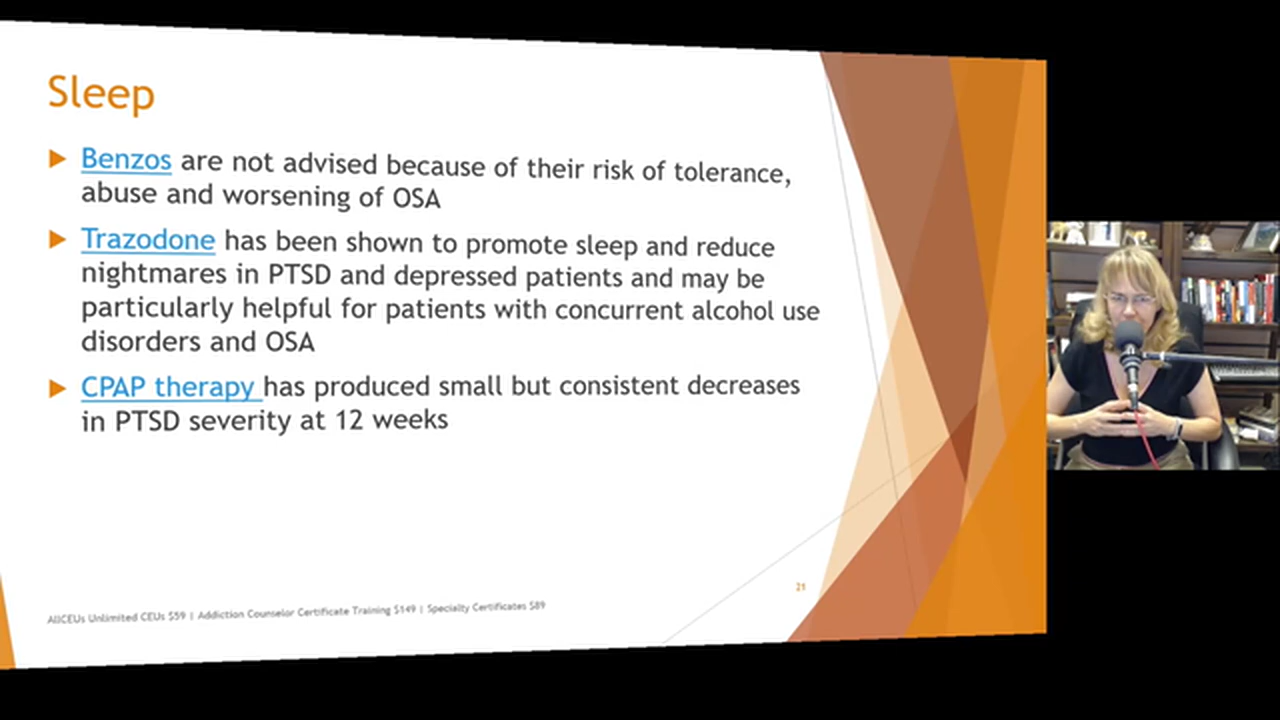 Sleep
Benzos are not advised because of their risk of tolerance,
abuse and worsening of OSA
Trazodone has been shown to promote sleep and reduce
nightmares in PTSD and depressed patients and may be
particularly helpful for patients with concurrent alcohol use
disorders and OSA
CPAP therapy has produced small but consistent decreases
in PTSD severity at 12 weeks
21
AllCEUs Unlimited CEUs $59 | Addiction Counselor Certificate Training $149 | Specialty Certificates $89